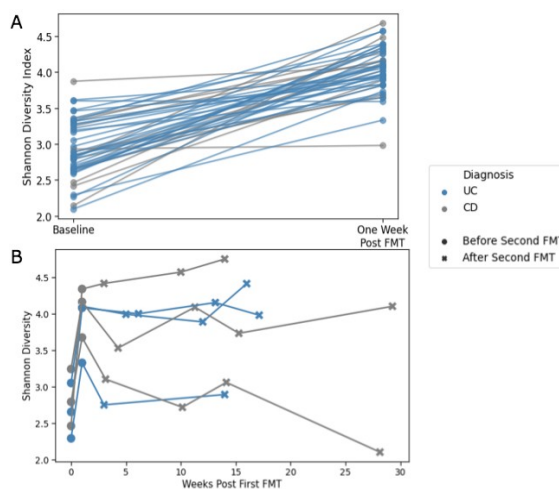 A
Shannon Diversity Index
4.5
4.0
3.5
3.0
2.5
2.0
Baseline
One Week
Post FMT
Diagnosis
UC
CD
Before Second FMT
After Second FMT
B
Shannon Diversity
4.5
4.0
3.5
3.0
2.5
2.0
0 5 10 15 20 25 30
Weeks Post First FMT